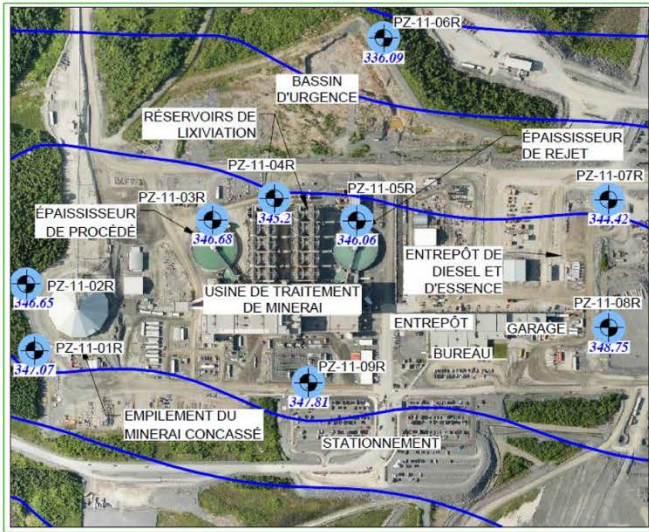 PZ-11-06R
336.09
BASSIN
D'URGENCE
RÉSERVOIRS DE
LIXIVIATION
ÉPAISSISSEUR
DE REJET
PZ-11-04R
345.2
PZ-11-03R
346.68
PZ-11-05R
346.06
PZ-11-07R
344.42
ÉPAISSISSEUR
DE PROCÉDÉ
ENTREPÔT DE
DIESEL ET
D'ESSENCE
PZ-11-02R
346.65
USINE DE TRAITEMENT
DE MINERAI
PZ-11-08R
348.75
ENTREPÔT
GARAGE
BUREAU
PZ-11-01R
347.07
PZ-11-09R
347.81
EMPILEMENT DU
MINERAI CONCASSÉ
STATIONNEMENT